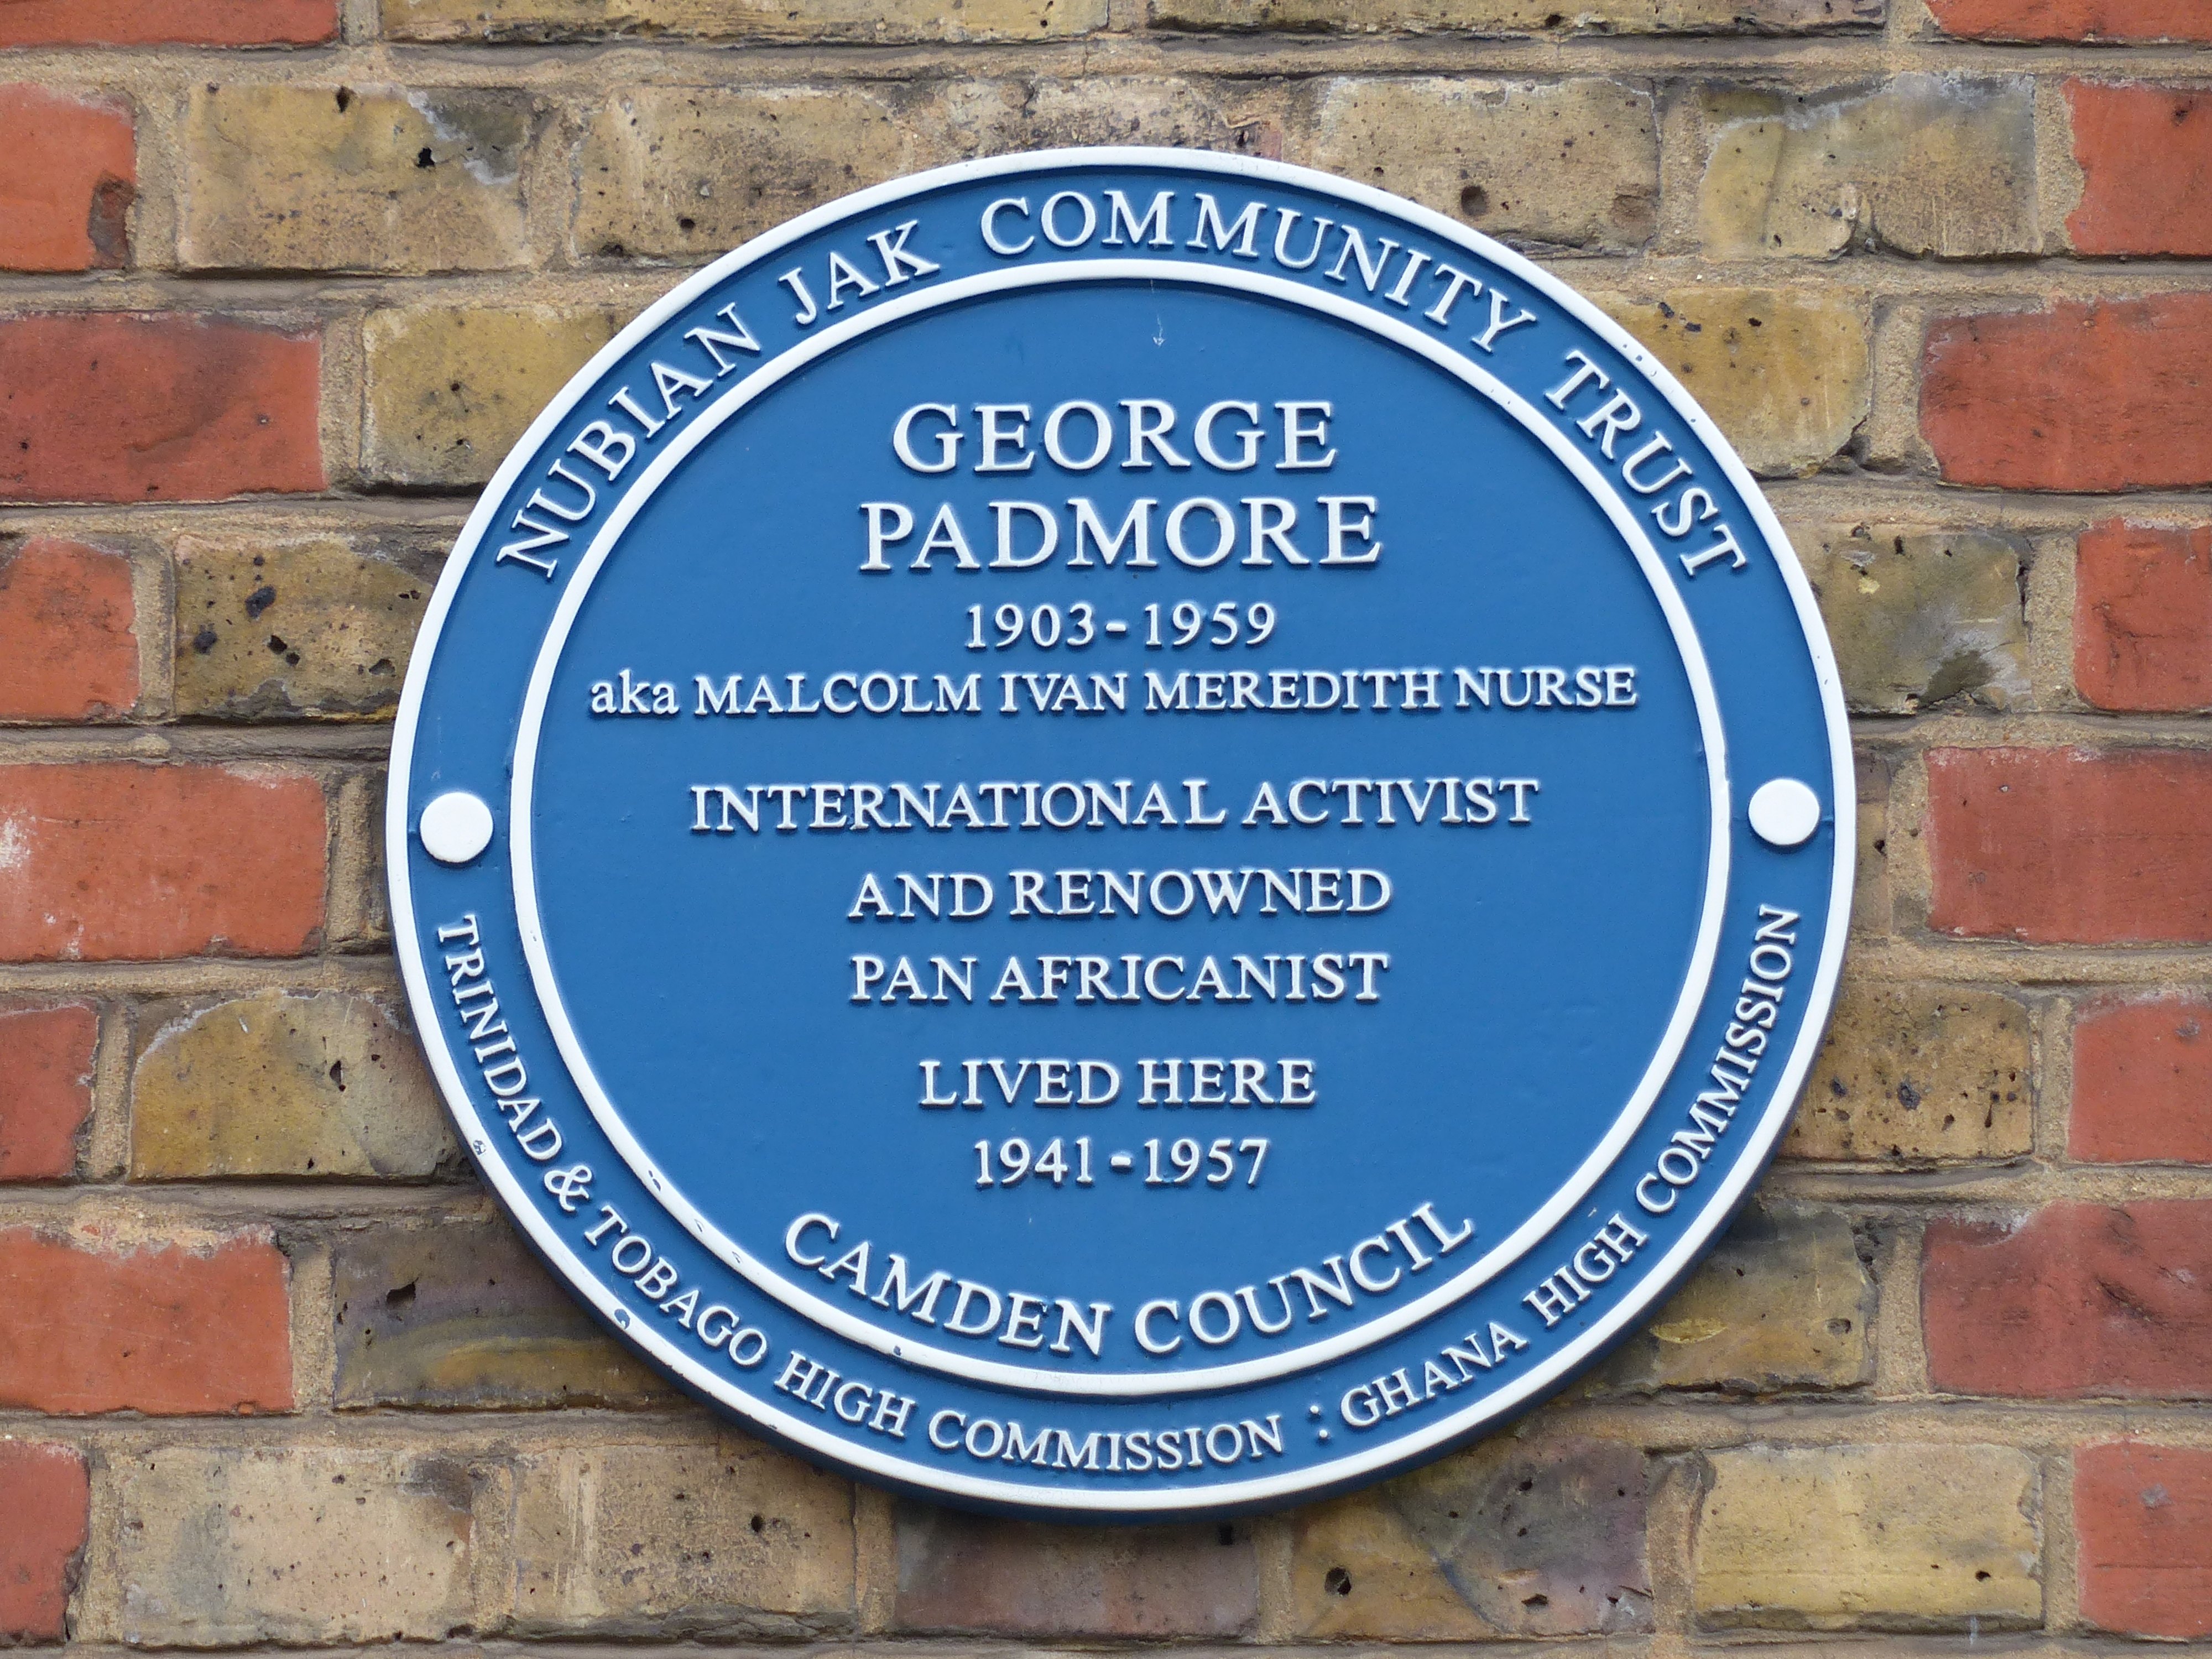 NUBIAN JAK COMMUNITY TRUST
GEORGE
PADMORE
1903-1959
aka MALCOLM IVAN MEREDITH NURSE
INTERNATIONAL ACTIVIST
AND RENOWNED
PAN AFRICANIST
LIVED HERE
1941-1957
CAMDEN COUNCIL
TRINIDAD & TOBAGO HIGH COMMISSION : GHANA HIGH COMMISSION